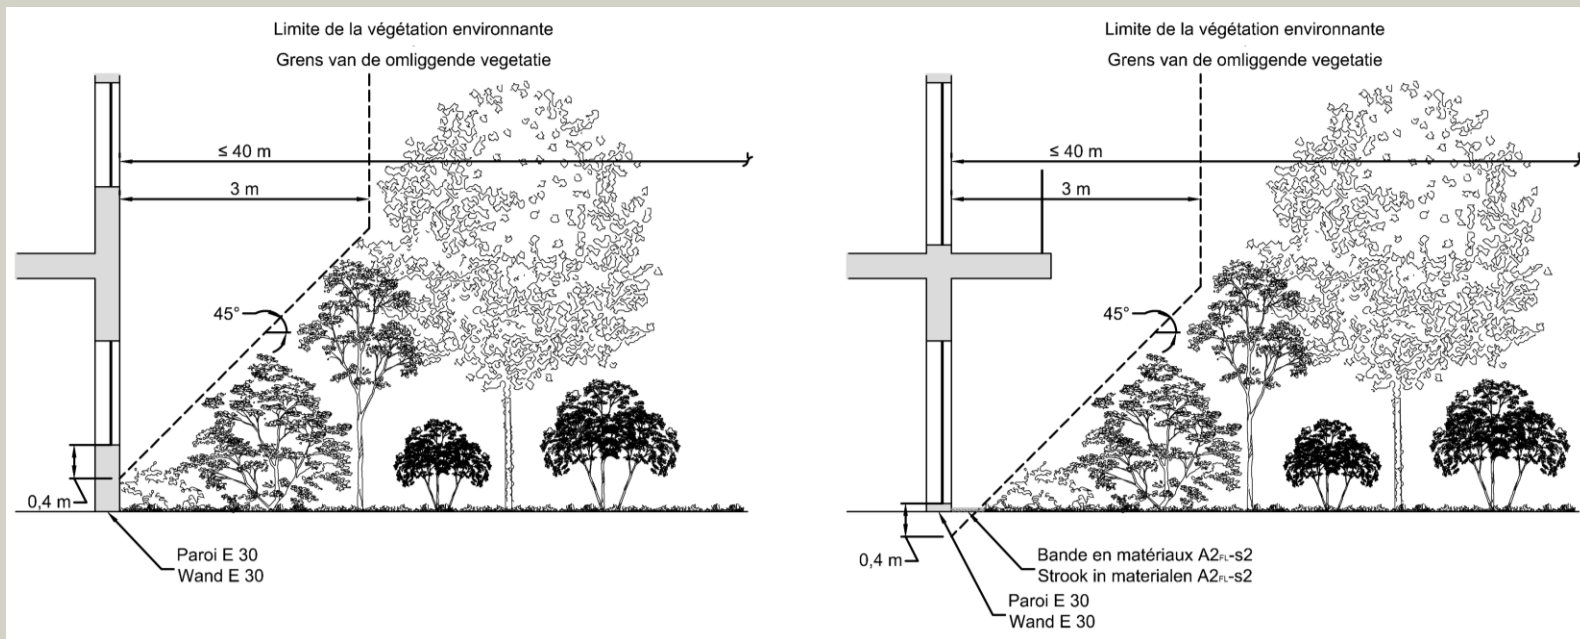 Limite de la végétation environnante
Grens van de omliggende vegetatie
≤ 40 m
3 m
45°
0,4 m
Paroi E 30
Wand E 30
Limite de la végétation environnante
Grens van de omliggende vegetatie
≤ 40 m
3 m
45°
0,4 m
Bande en matériaux A2FL-s2
Strook in materialen A2FL-s2
Paroi E 30
Wand E 30